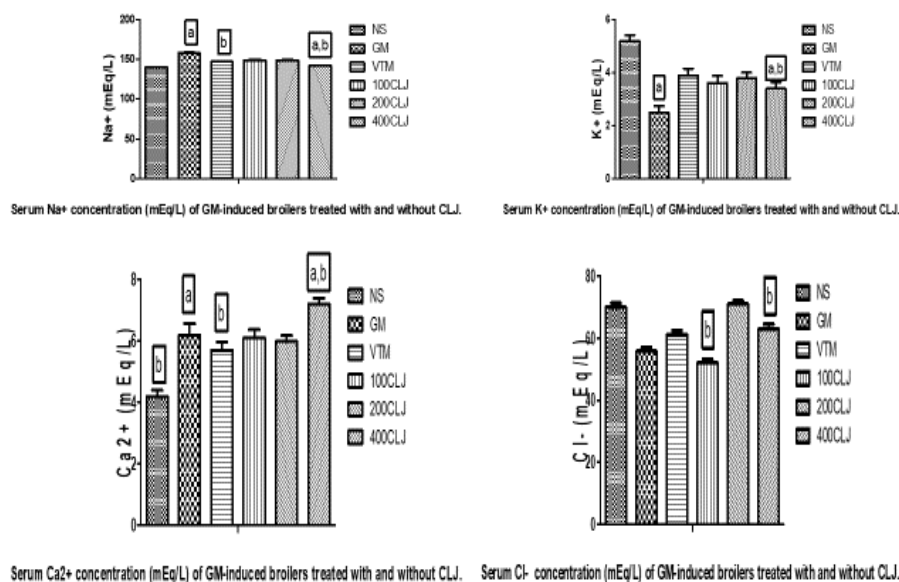 200
150
100
50
0
Na+ (mEq/L)
a
b
a,b
NS
GM
VTM
100CLJ
200CLJ
400CLJ
Serum Na+ concentration (mEq/L) of GM-induced broilers treated with and without CLJ.
6
4
2
0
K+ (mEq/L)
a
a,b
NS
GM
VTM
100CLJ
200CLJ
400CLJ
Serum K+ concentration (mEq/L) of GM-induced broilers treated with and without CLJ.
8
6
4
2
0
Ca2+ (mEq/L)
b
a
b
a,b
NS
GM
VTM
100CLJ
200CLJ
400CLJ
Serum Ca2+ concentration (mEq/L) of GM-induced broilers treated with and without CLJ.
80
60
40
20
0
Cl- (mEq/L)
b
b
NS
GM
VTM
100CLJ
200CLJ
400CLJ
Serum Cl- concentration (mEq/L) of GM-induced broilers treated with and without CLJ.